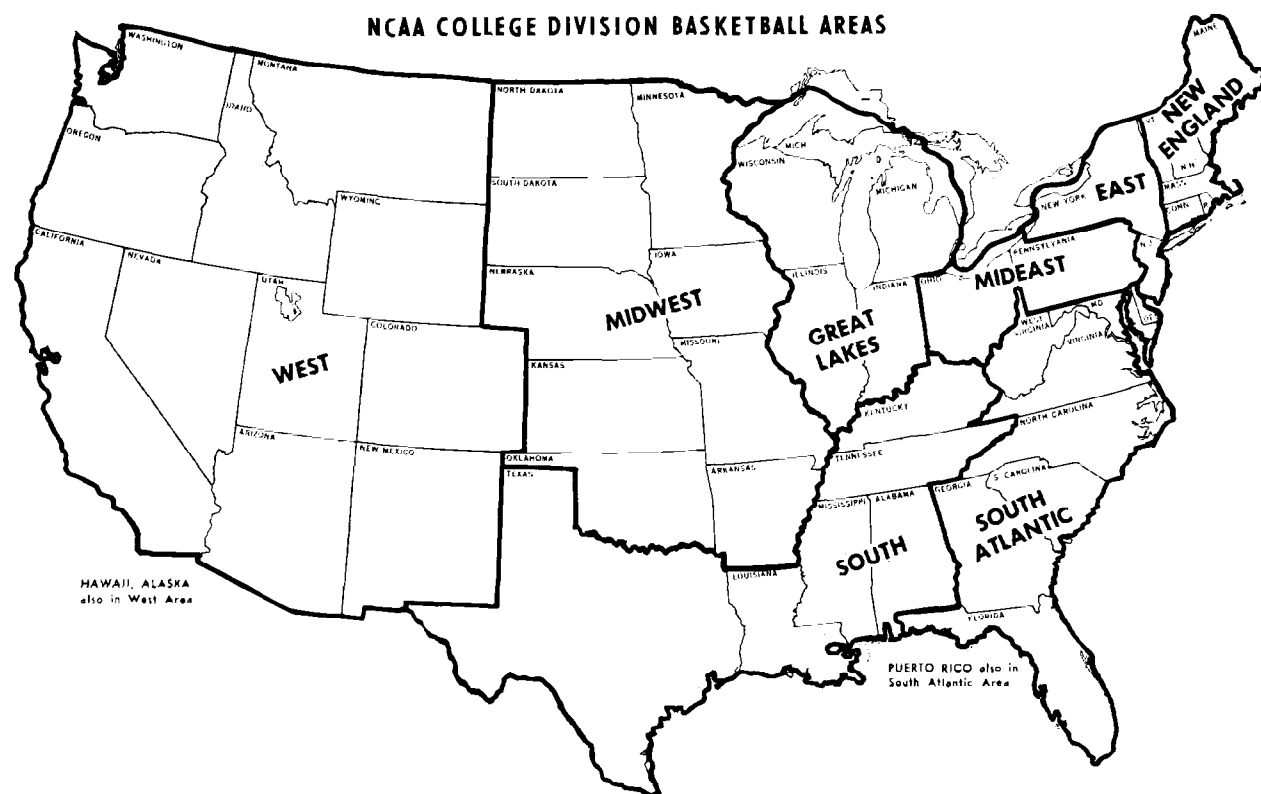 NCAA COLLEGE DIVISION BASKETBALL AREAS
WASHINGTON
MONTANA
IDAHO
OREGON
NORTH DAKOTA
MINNESOTA
MAINE
NEW
ENGLAND
VT.
N H
MASS
CONN
EAST
NEW YORK
WISCONSIN
MICH
MICHIGAN
SOUTH DAKOTA
WYOMING
CALIFORNIA
NEVADA
UTAH
NEBRASKA
IOWA
ILLINOIS
INDIANA
OHIO
PENNSYLVANIA
N J
MIDEAST
MIDWEST
GREAT
LAKES
WEST
COLORADO
KANSAS
MISSOURI
WEST
VIRGINIA
MD
DEL
VIRGINIA
KENTUCKY
NORTH CAROLINA
ARIZONA
NEW MEXICO
OKLAHOMA
TEXAS
ARKANSAS
TENNESSEE
MISSISSIPPI
ALABAMA
GEORGIA
S CAROLINA
SOUTH
ATLANTIC
SOUTH
LOUISIANA
FLORIDA
HAWAII, ALASKA
also in West Area
PUERTO RICO also in
South Atlantic Area